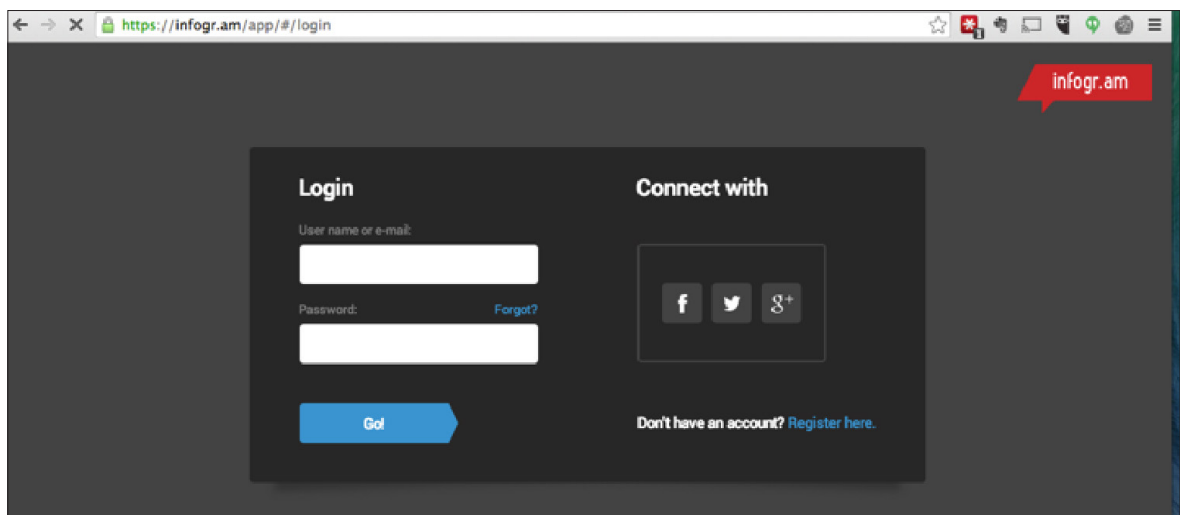 https://infogr.am/app/#/login
infogr.am
Login
User name or e-mail:
Password:
Forgot?
Go!
Connect with
f
g+
Don't have an account? Register here.